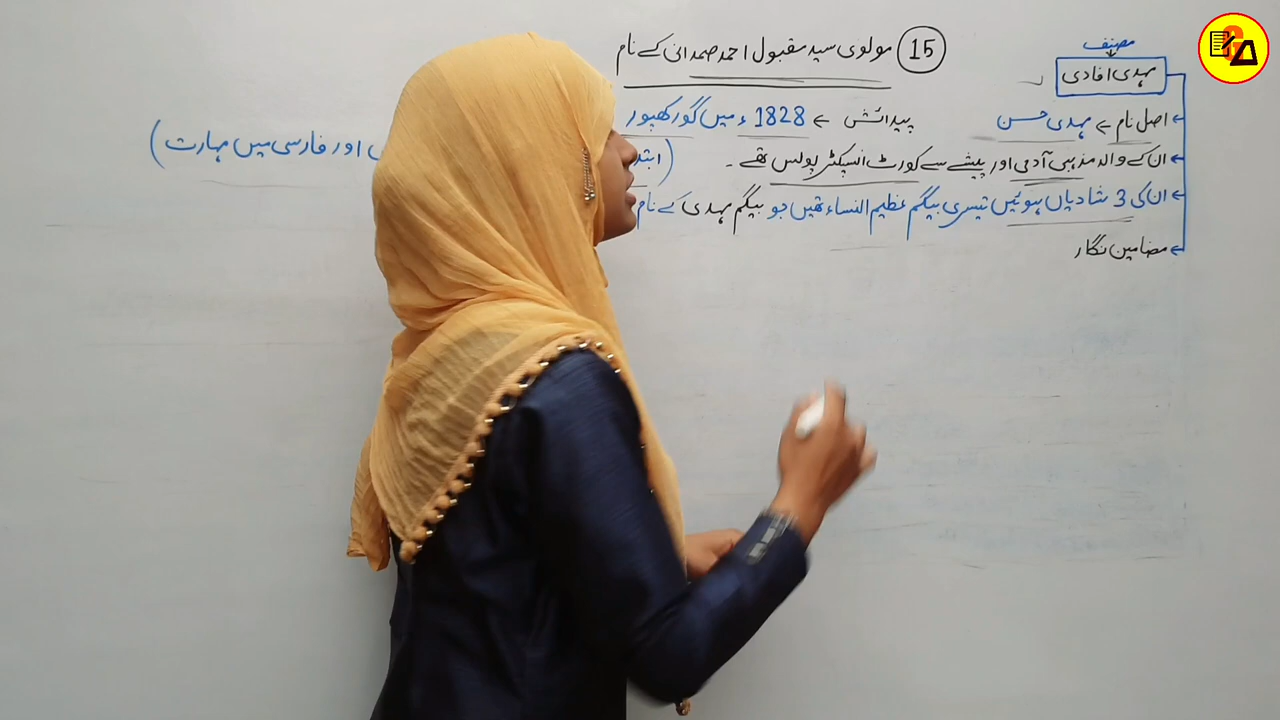 15 مولوی سید مقبول احمد صمدانی کے نام
مصنف
مہدی افادی
اصل نام ← مہدی حسن
پیدائش ← 1828ء میں گورکھپور
ان کے والد مذہبی آدمی اور پیشے سے کورٹ انسپکٹر پولس تھے۔
اور فارسی میں مہارت)
ان کی 3 شادیاں ہوئیں تیسری بیگم عظیم النساء تھیں جو بیگم مہدی کے نام
مضامین نگار